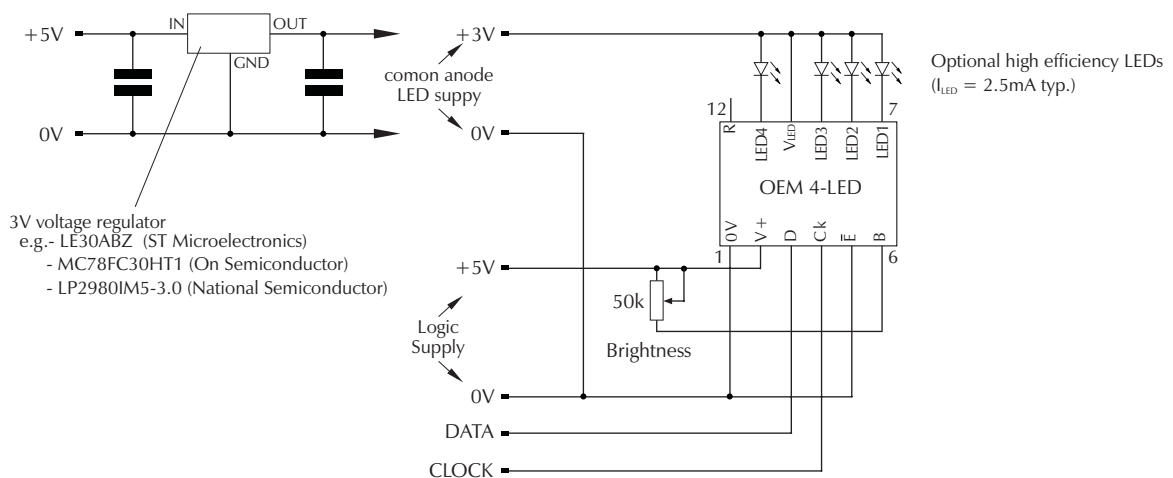 +5V
IN
OUT
GND
0V
3V voltage regulator
e.g.- LE30ABZ (ST Microelectronics)
- MC78FC30HT1 (On Semiconductor)
- LP2980IM5-3.0 (National Semiconductor)
+3V
comon anode
LED suppy
0V
Optional high efficiency LEDs
(ILED = 2.5mA typ.)
12
7
R
LED4
VLED
LED3
LED2
LED1
OEM 4-LED
0V
V+
D
Ck
E̅
B
1
6
+5V
50k
Brightness
Logic
Supply
0V
DATA
CLOCK